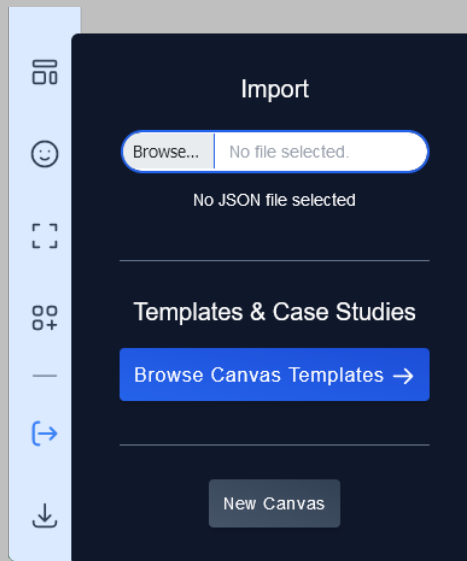 Import
Browse... No file selected.
No JSON file selected
Templates & Case Studies
Browse Canvas Templates →
New Canvas